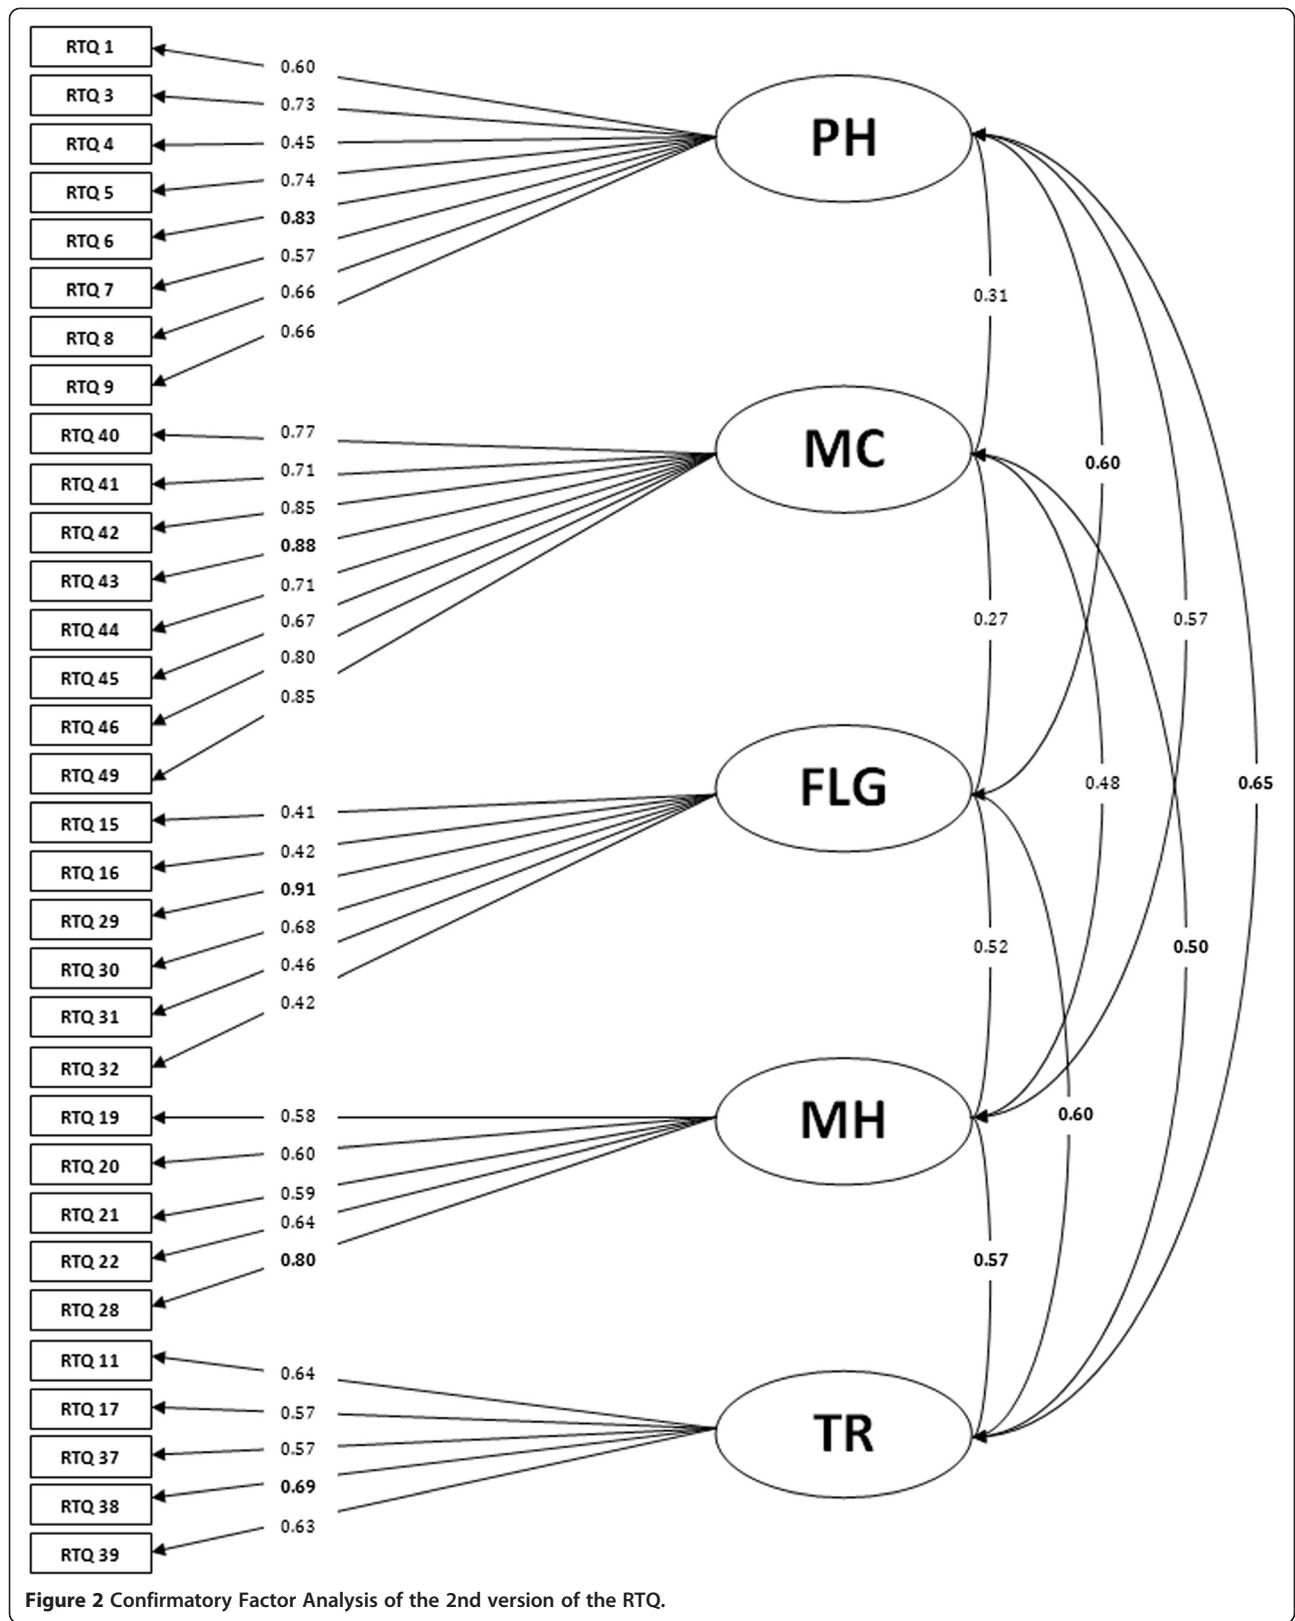 RTQ 1
RTQ 3
RTQ 4
RTQ 5
RTQ 6
RTQ 7
RTQ 8
RTQ 9
0.60
0.73
0.45
0.74
0.83
0.57
0.66
0.66
PH
RTQ 40
RTQ 41
RTQ 42
RTQ 43
RTQ 44
RTQ 45
RTQ 46
RTQ 49
0.77
0.71
0.85
0.88
0.71
0.67
0.80
0.85
MC
RTQ 15
RTQ 16
RTQ 29
RTQ 30
RTQ 31
RTQ 32
0.41
0.42
0.91
0.68
0.46
0.42
FLG
RTQ 19
RTQ 20
RTQ 21
RTQ 22
RTQ 28
0.58
0.60
0.59
0.64
0.80
MH
RTQ 11
RTQ 17
RTQ 37
RTQ 38
RTQ 39
0.64
0.57
0.57
0.69
0.63
TR
0.31
0.60
0.27
0.57
0.48
0.65
0.52
0.50
0.60
0.57
Figure 2 Confirmatory Factor Analysis of the 2nd version of the RTQ.